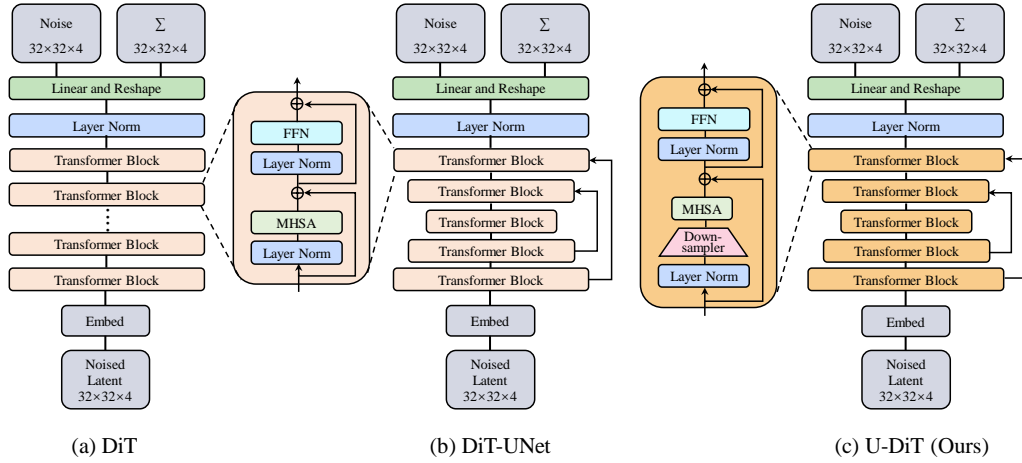 Noise
32×32×4
Σ
32×32×4
Linear and Reshape
Layer Norm
Transformer Block
Transformer Block
Transformer Block
Transformer Block
Embed
Noised
Latent
32×32×4
(a) DiT
FFN
Layer Norm
MHSA
Layer Norm
Noise
32×32×4
Σ
32×32×4
Linear and Reshape
Layer Norm
Transformer Block
Transformer Block
Transformer Block
Transformer Block
Transformer Block
Embed
Noised
Latent
32×32×4
(b) DiT-UNet
FFN
Layer Norm
MHSA
Down-
sampler
Layer Norm
Noise
32×32×4
Σ
32×32×4
Linear and Reshape
Layer Norm
Transformer Block
Transformer Block
Transformer Block
Transformer Block
Transformer Block
Embed
Noised
Latent
32×32×4
(c) U-DiT (Ours)